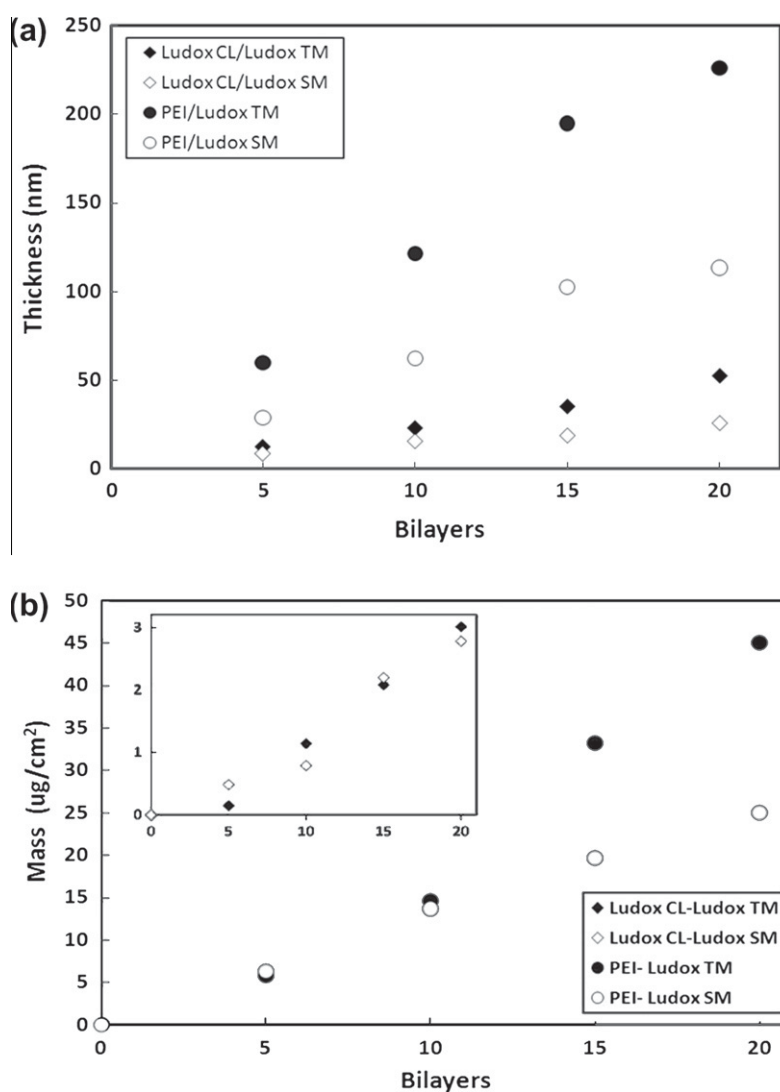 (a)
250
200
150
100
50
0
Thickness (nm)
Ludox CL/Ludox TM
Ludox CL/Ludox SM
PEI/Ludox TM
PEI/Ludox SM
0 5 10 15 20
Bilayers
(b)
50
45
40
35
30
25
20
15
10
5
0
Mass (ug/cm²)
3
2
1
0
0 5 10 15 20
Ludox CL-Ludox TM
Ludox CL-Ludox SM
PEI- Ludox TM
PEI- Ludox SM
0 5 10 15 20
Bilayers